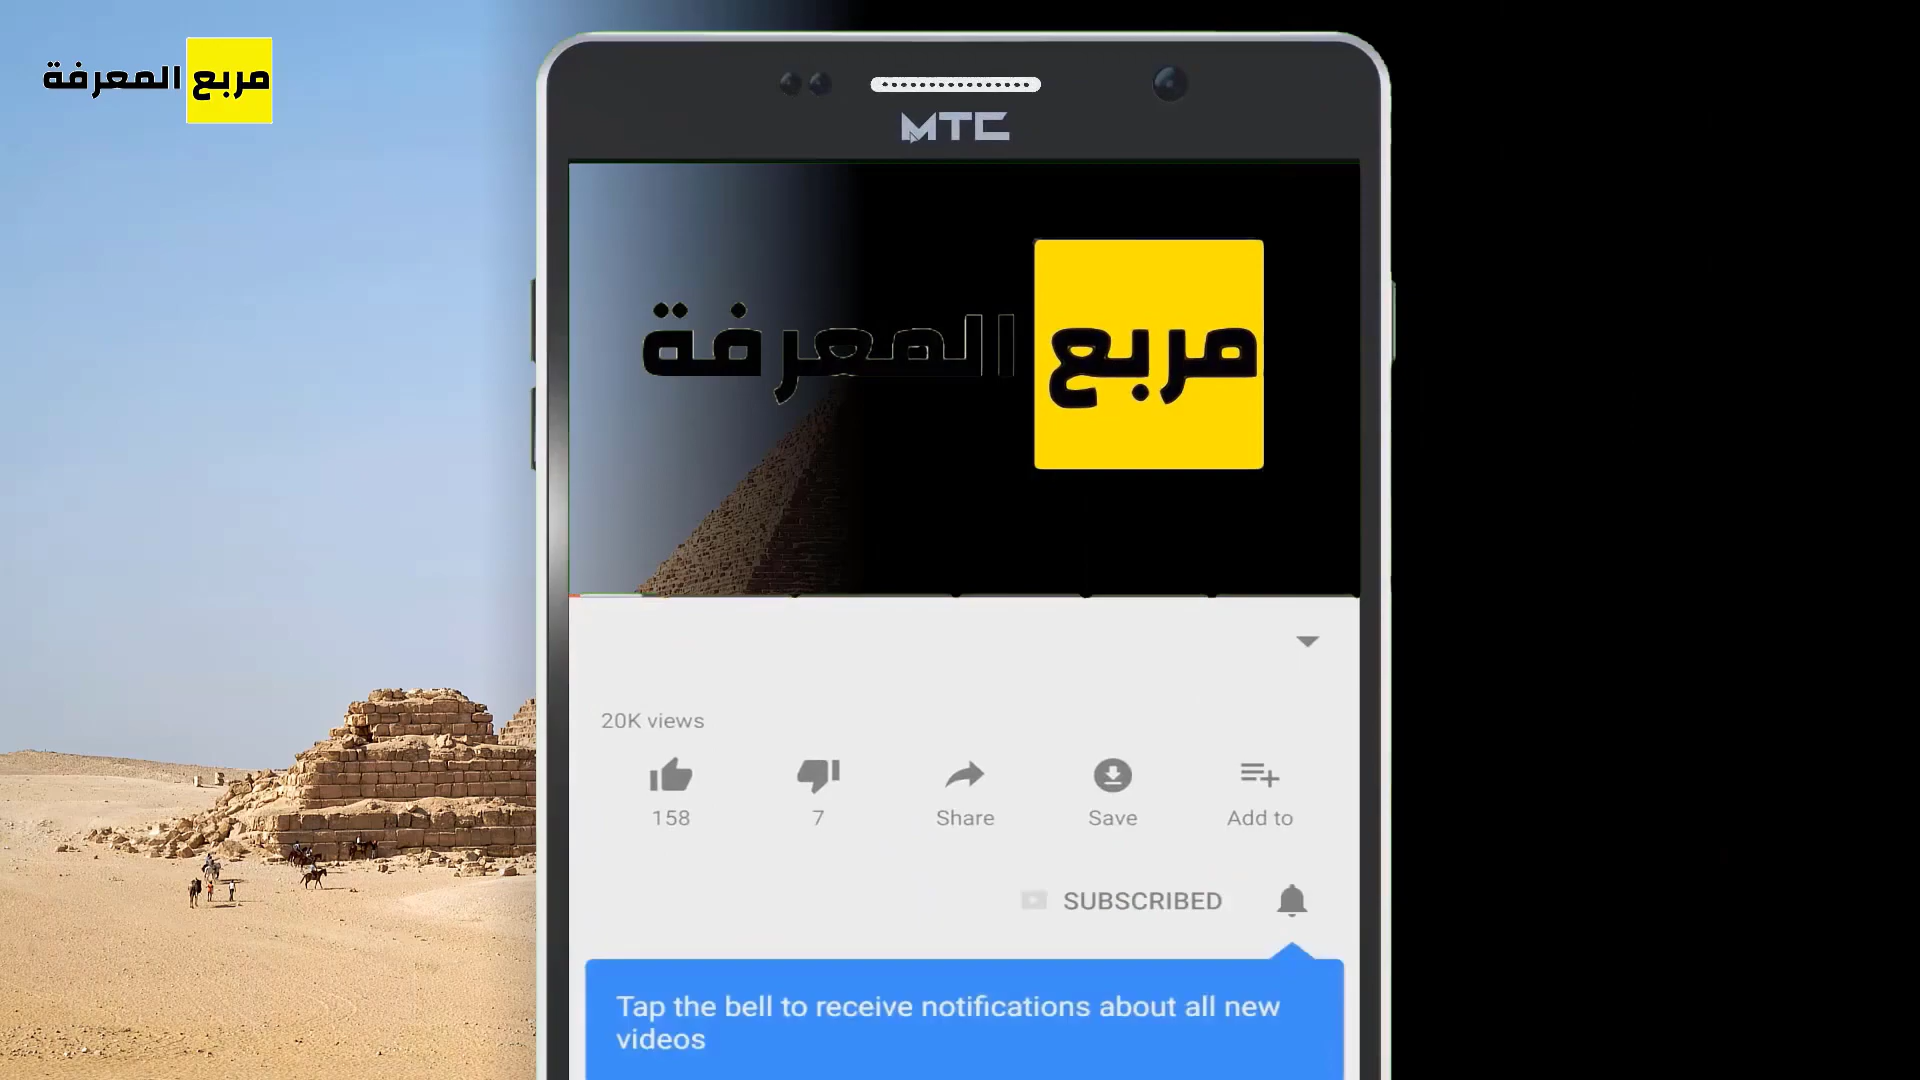 مربع المعرفة
MTC
مربع المعرفة
20K views
158
7
Share
Save
Add to
SUBSCRIBED
Tap the bell to receive notifications about all new
videos